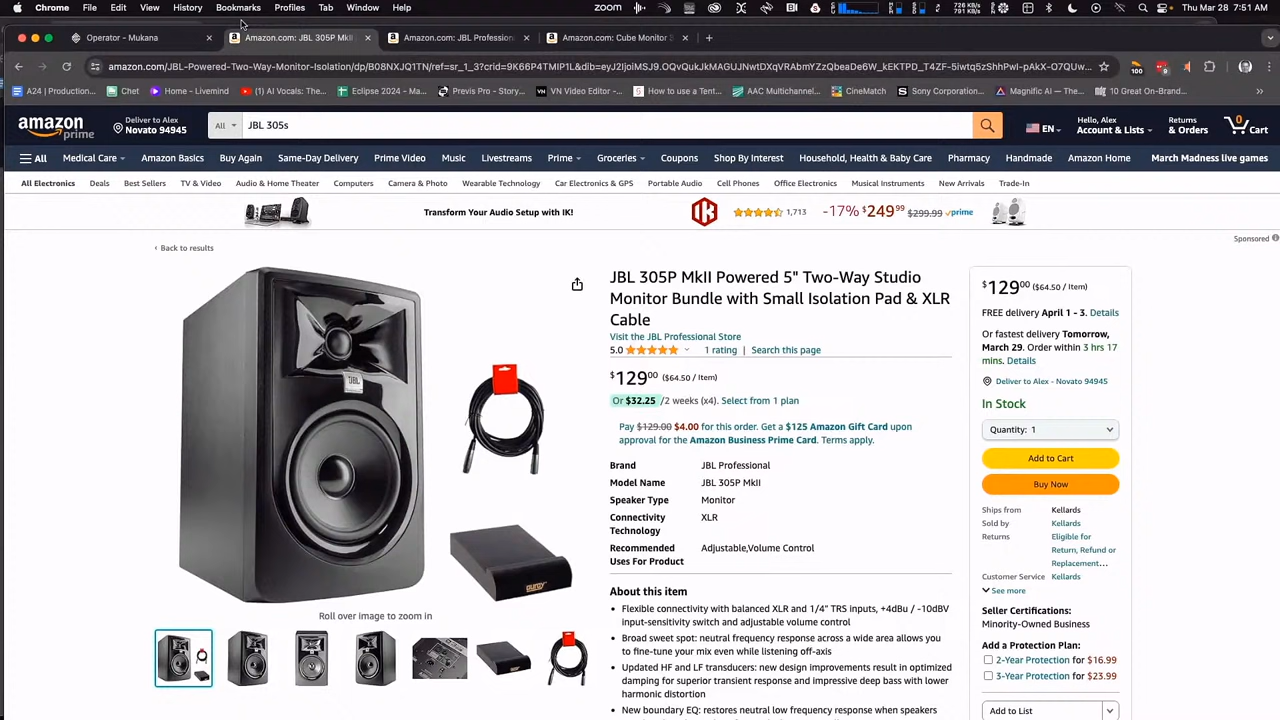 Chrome File Edit View History Bookmarks Profiles Tab Window Help zoom Thu Mar 28 7:51 AM
Operator - Mukana
Amazon.com: JBL 305P MkII
Amazon.com: JBL Professional
Amazon.com: Cube Monitor
A24 | Production... Chet Home - Livemind (1) AI Vocals: The... Eclipse 2024 - Me... Previs Pro - Story... VN Video Editor -... How to use a Tent... AAC Multichannel... CineMatch Sony Corporation... Magnific AI — The... 10 Great On-Brand...
amazon prime
Deliver to Alex
Novato 94945
All
JBL 305s
EN
Hello, Alex
Account & Lists
Returns
& Orders
0
Cart
All Medical Care Amazon Basics Buy Again Same-Day Delivery Prime Video Music Livestreams Prime Groceries Coupons Shop By Interest Household, Health & Baby Care Pharmacy Handmade Amazon Home March Madness live games
All Electronics Deals Best Sellers TV & Video Audio & Home Theater Computers Camera & Photo Wearable Technology Car Electronics & GPS Portable Audio Cell Phones Office Electronics Musical Instruments New Arrivals Trade-In
Transform Your Audio Setup with IK! IK 1,713 -17% $249 99 $299.99 prime
Sponsored
‹ Back to results
JBL 305P MkII Powered 5" Two-Way Studio
Monitor Bundle with Small Isolation Pad & XLR
Cable
Visit the JBL Professional Store
5.0 1 rating | Search this page
$129 00 ($64.50 / Item)
Or $32.25 /2 weeks (x4). Select from 1 plan
Pay $129.00 $4.00 for this order. Get a $125 Amazon Gift Card upon
approval for the Amazon Business Prime Card. Terms apply.
Brand JBL Professional
Model Name JBL 305P MkII
Speaker Type Monitor
Connectivity
Technology
XLR
Recommended
Uses For Product
Adjustable,Volume Control
About this item
• Flexible connectivity with balanced XLR and 1/4" TRS inputs, +4dBu / -10dBV
input-sensitivity switch and adjustable volume control
• Broad sweet spot: neutral frequency response across a wide area allows you
to fine-tune your mix even while listening off-axis
• Updated HF and LF transducers: new design improvements result in optimized
damping for superior transient response and impressive deep bass with lower
harmonic distortion
• New boundary EQ: restores neutral low frequency response when speakers
JBL
Roll over image to zoom in
$129 00 ($64.50 / Item)
FREE delivery April 1 - 3. Details
Or fastest delivery Tomorrow,
March 29. Order within 3 hrs 17
mins. Details
Deliver to Alex - Novato 94945
In Stock
Quantity: 1
Add to Cart
Buy Now
Ships from Kellards
Sold by Kellards
Returns Eligible for
Return, Refund or
Replacement...
Customer Service Kellards
See more
Seller Certifications:
Minority-Owned Business
Add a Protection Plan:
2-Year Protection for $16.99
3-Year Protection for $23.99
Add to List